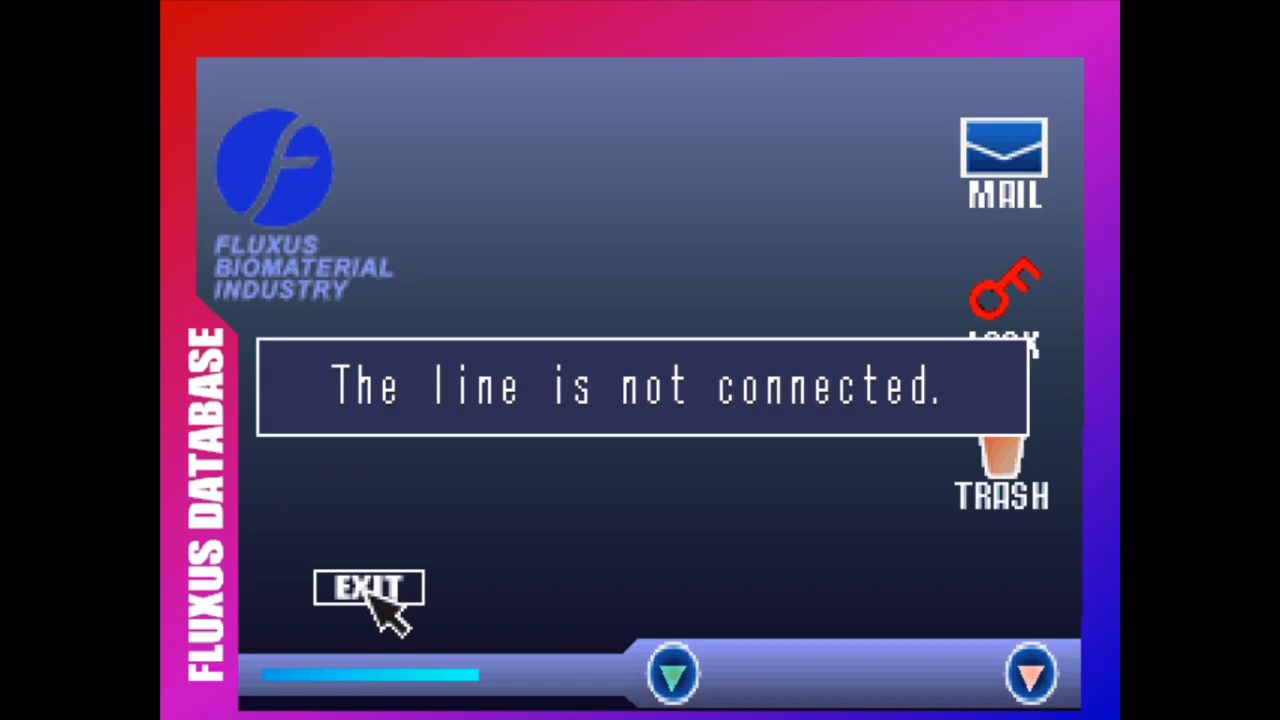 FLUXUS
BIOMATERIAL
INDUSTRY
MAIL
The line is not connected.
TRASH
EXIT
FLUXUS DATABASE